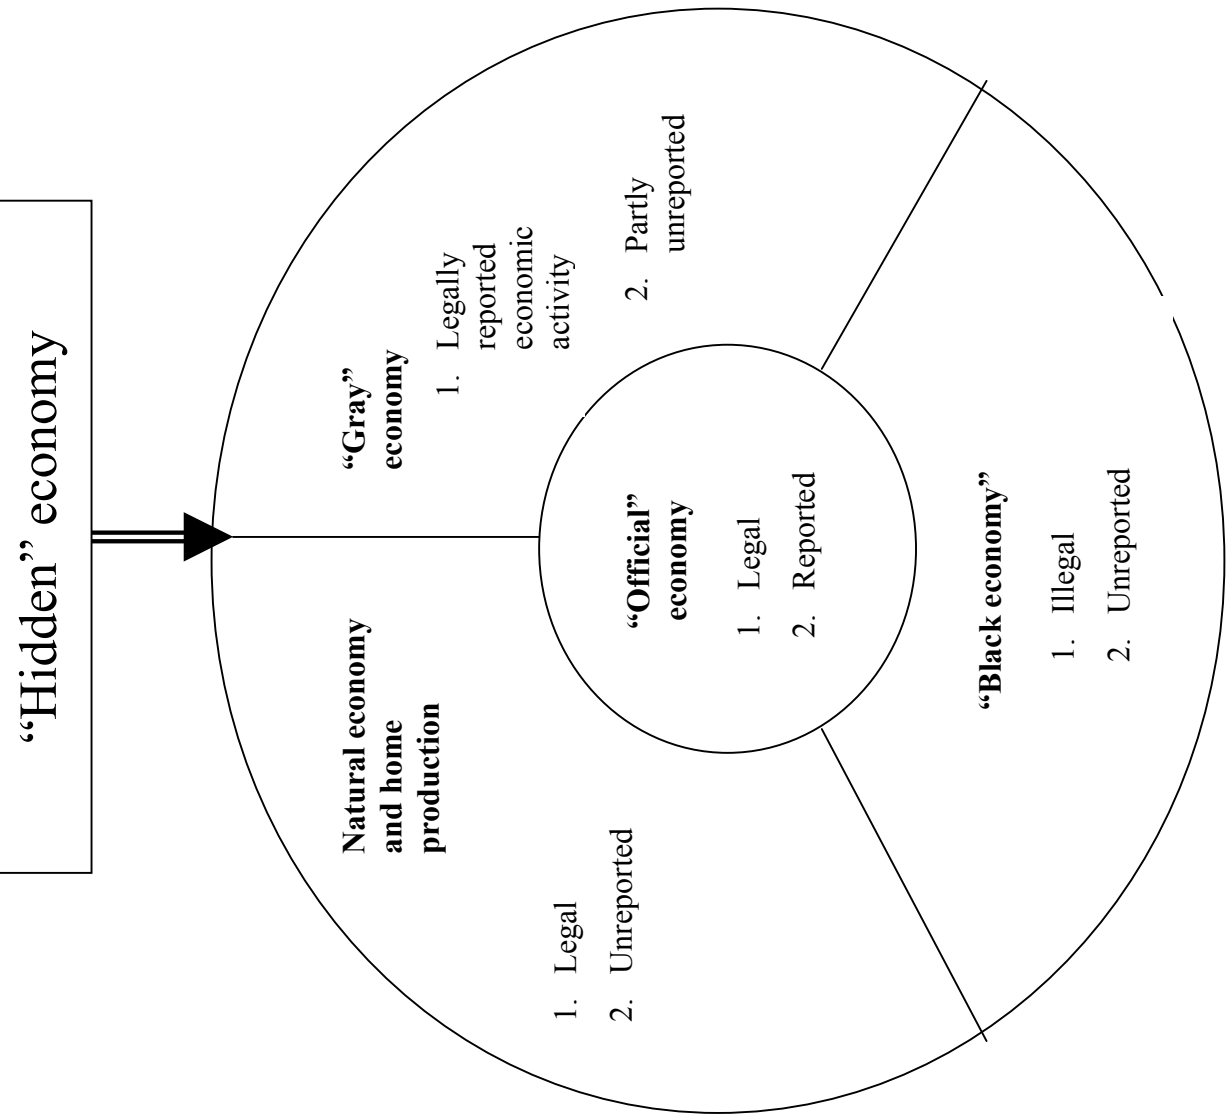 “Hidden” economy
Natural economy
and home
production
1. Legal
2. Unreported
“Gray”
economy
1. Legally
reported
economic
activity
2. Partly
unreported
“Official”
economy
1. Legal
2. Reported
“Black economy”
1. Illegal
2. Unreported